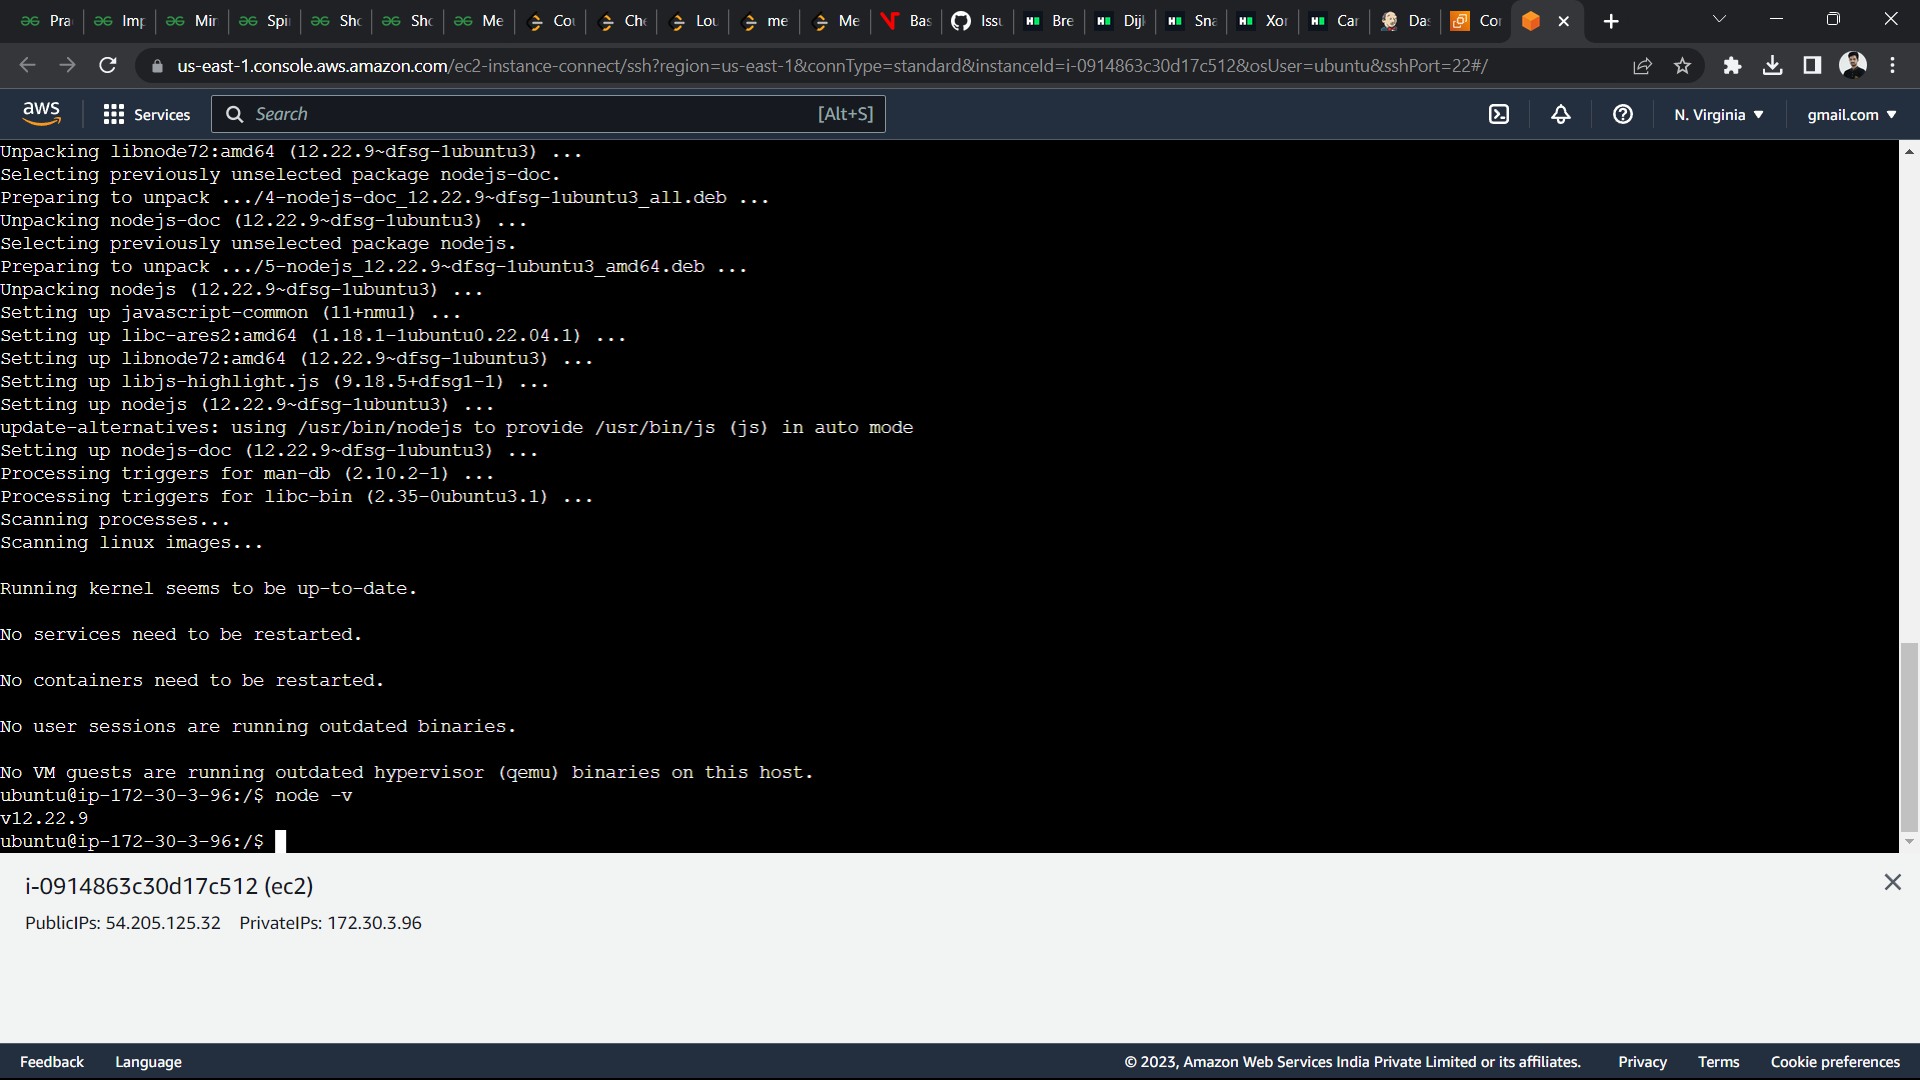 Pra Imp Min Spi Sho Sho Me Cou Che Lou me Me Bas Issu Bre Dijk Sna Xor Car Das Cor
us-east-1.console.aws.amazon.com/ec2-instance-connect/ssh?region=us-east-1&connType=standard&instanceId=i-0914863c30d17c512&osUser=ubuntu&sshPort=22#/
aws Services Search [Alt+S] N. Virginia gmail.com
Unpacking libnode72:amd64 (12.22.9~dfsg-1ubuntu3) ...
Selecting previously unselected package nodejs-doc.
Preparing to unpack .../4-nodejs-doc_12.22.9~dfsg-1ubuntu3_all.deb ...
Unpacking nodejs-doc (12.22.9~dfsg-1ubuntu3) ...
Selecting previously unselected package nodejs.
Preparing to unpack .../5-nodejs_12.22.9~dfsg-1ubuntu3_amd64.deb ...
Unpacking nodejs (12.22.9~dfsg-1ubuntu3) ...
Setting up javascript-common (11+nmu1) ...
Setting up libc-ares2:amd64 (1.18.1-1ubuntu0.22.04.1) ...
Setting up libnode72:amd64 (12.22.9~dfsg-1ubuntu3) ...
Setting up libjs-highlight.js (9.18.5+dfsg1-1) ...
Setting up nodejs (12.22.9~dfsg-1ubuntu3) ...
update-alternatives: using /usr/bin/nodejs to provide /usr/bin/js (js) in auto mode
Setting up nodejs-doc (12.22.9~dfsg-1ubuntu3) ...
Processing triggers for man-db (2.10.2-1) ...
Processing triggers for libc-bin (2.35-0ubuntu3.1) ...
Scanning processes...
Scanning linux images...
Running kernel seems to be up-to-date.
No services need to be restarted.
No containers need to be restarted.
No user sessions are running outdated binaries.
No VM guests are running outdated hypervisor (qemu) binaries on this host.
ubuntu@ip-172-30-3-96:/$ node -v
v12.22.9
ubuntu@ip-172-30-3-96:/$
i-0914863c30d17c512 (ec2)
PublicIPs: 54.205.125.32 PrivateIPs: 172.30.3.96
Feedback Language © 2023, Amazon Web Services India Private Limited or its affiliates. Privacy Terms Cookie preferences